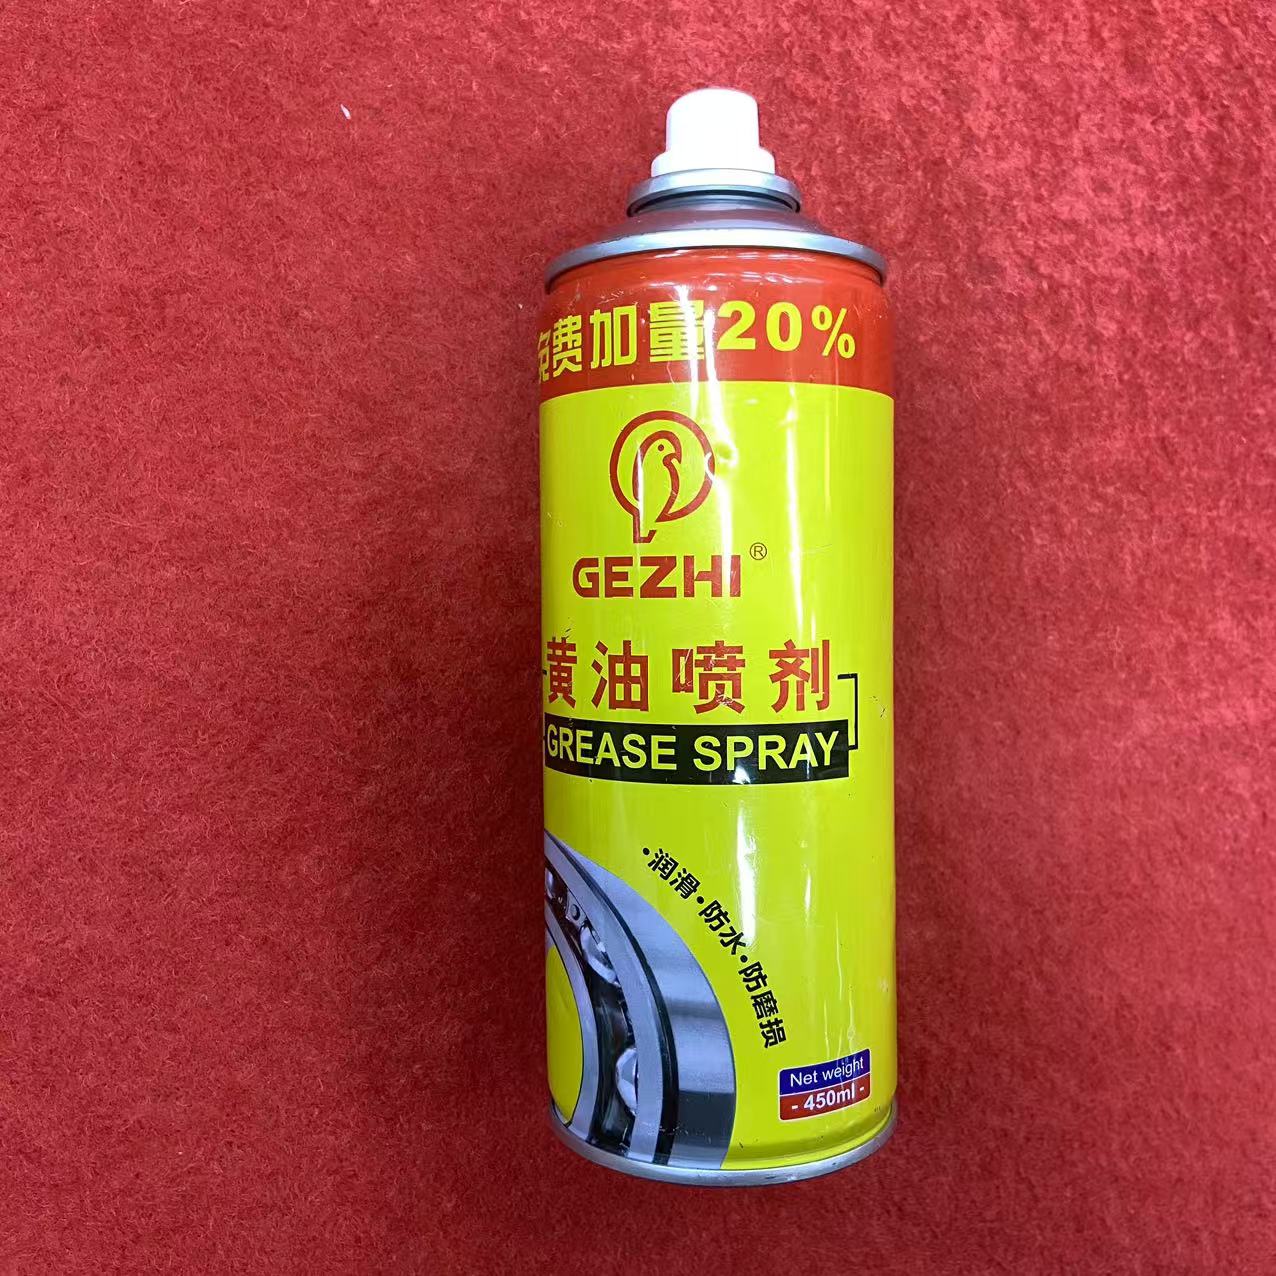 免费加量20%
GEZHI®
黄油喷剂
GREASE SPRAY
·润滑·防水·防磨损
Net weight
- 450ml -